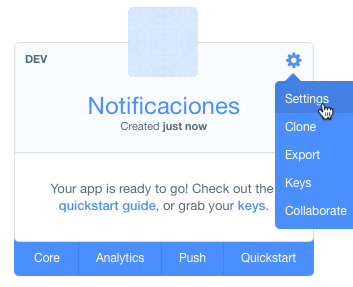 DEV
Notificaciones
Created just now
Settings
Clone
Export
Keys
Collaborate
Your app is ready to go! Check out the
quickstart guide, or grab your keys.
Core Analytics Push Quickstart